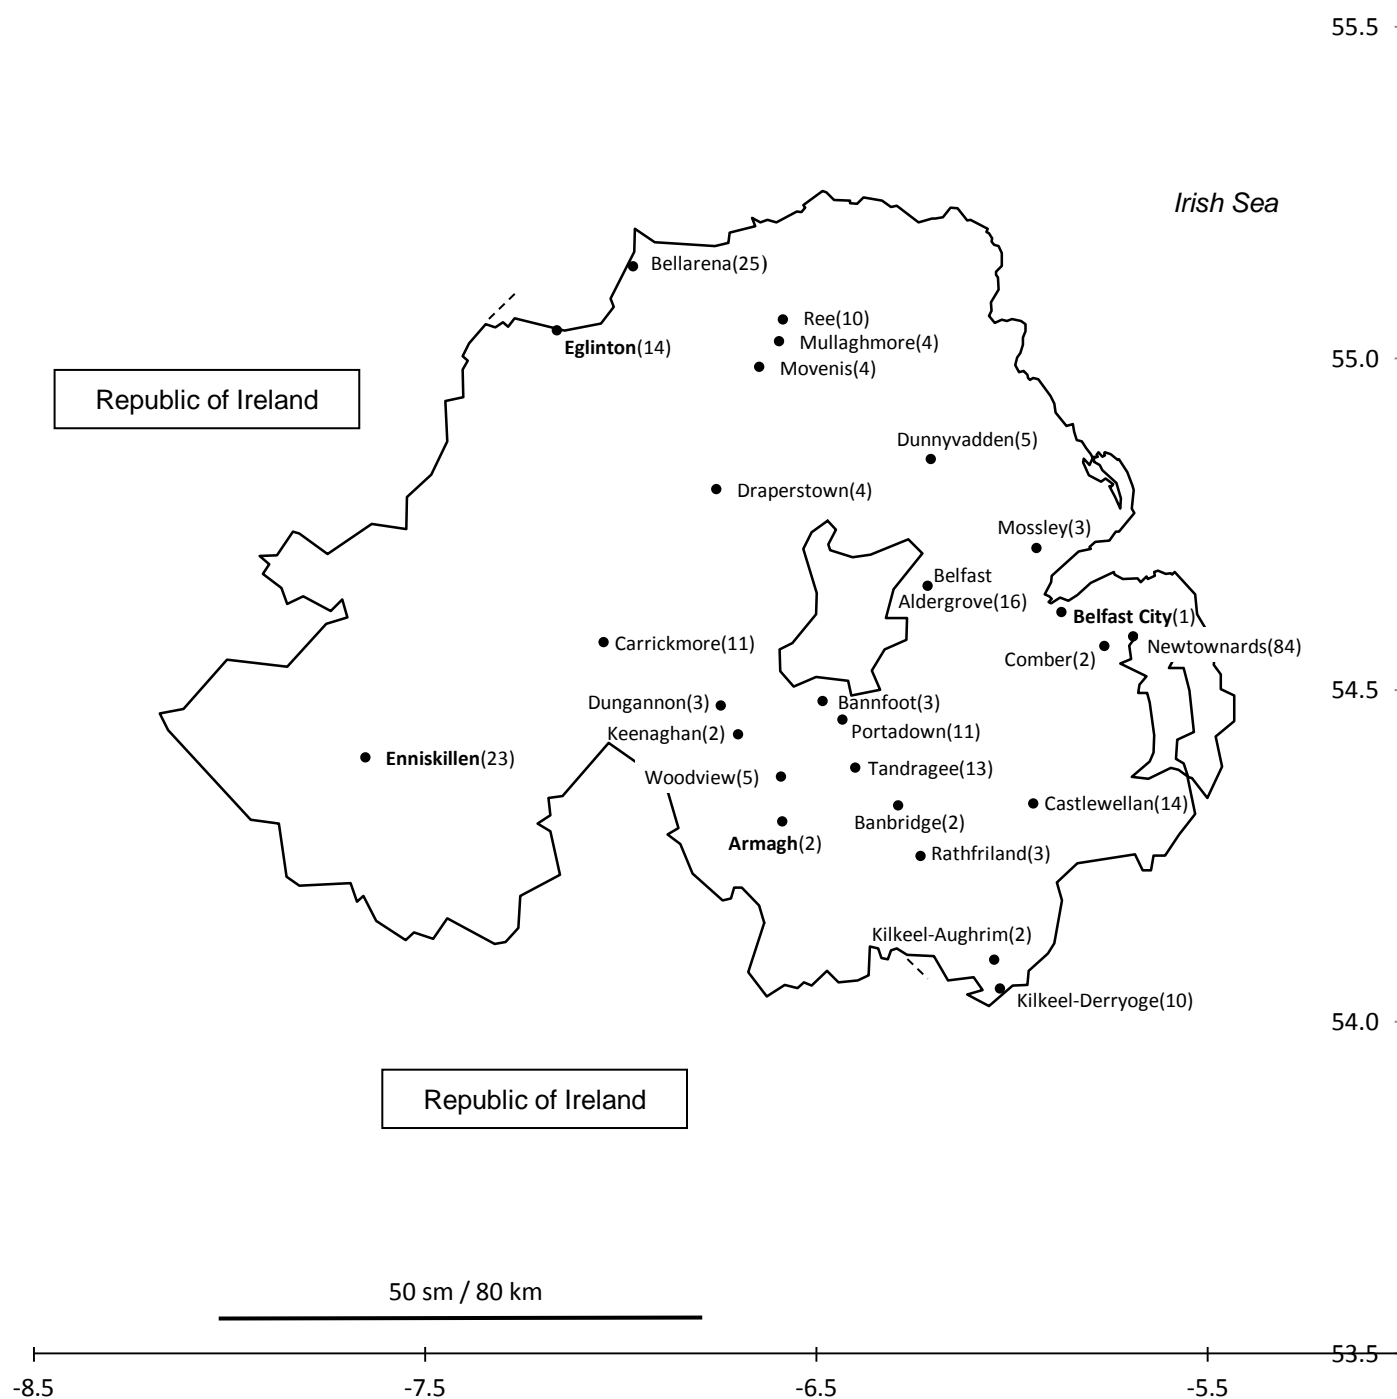 55.5
Irish Sea
Bellarena(25)
Ree(10)
Eglinton(14)
Mullaghmore(4)
55.0
Movenis(4)
Republic of Ireland
Dunnyvadden(5)
Draperstown(4)
Mossley(3)
Belfast
Aldergrove(16)
Belfast City(1)
Carrickmore(11)
Newtownards(84)
Comber(2)
54.5
Dungannon(3)
Bannfoot(3)
Keenaghan(2)
Portadown(11)
Enniskillen(23)
Tandragee(13)
Woodview(5)
Castlewellan(14)
Banbridge(2)
Armagh(2)
Rathfriland(3)
Kilkeel-Aughrim(2)
Kilkeel-Derryoge(10)
54.0
Republic of Ireland
50 sm / 80 km
53.5
-8.5
-7.5
-6.5
-5.5